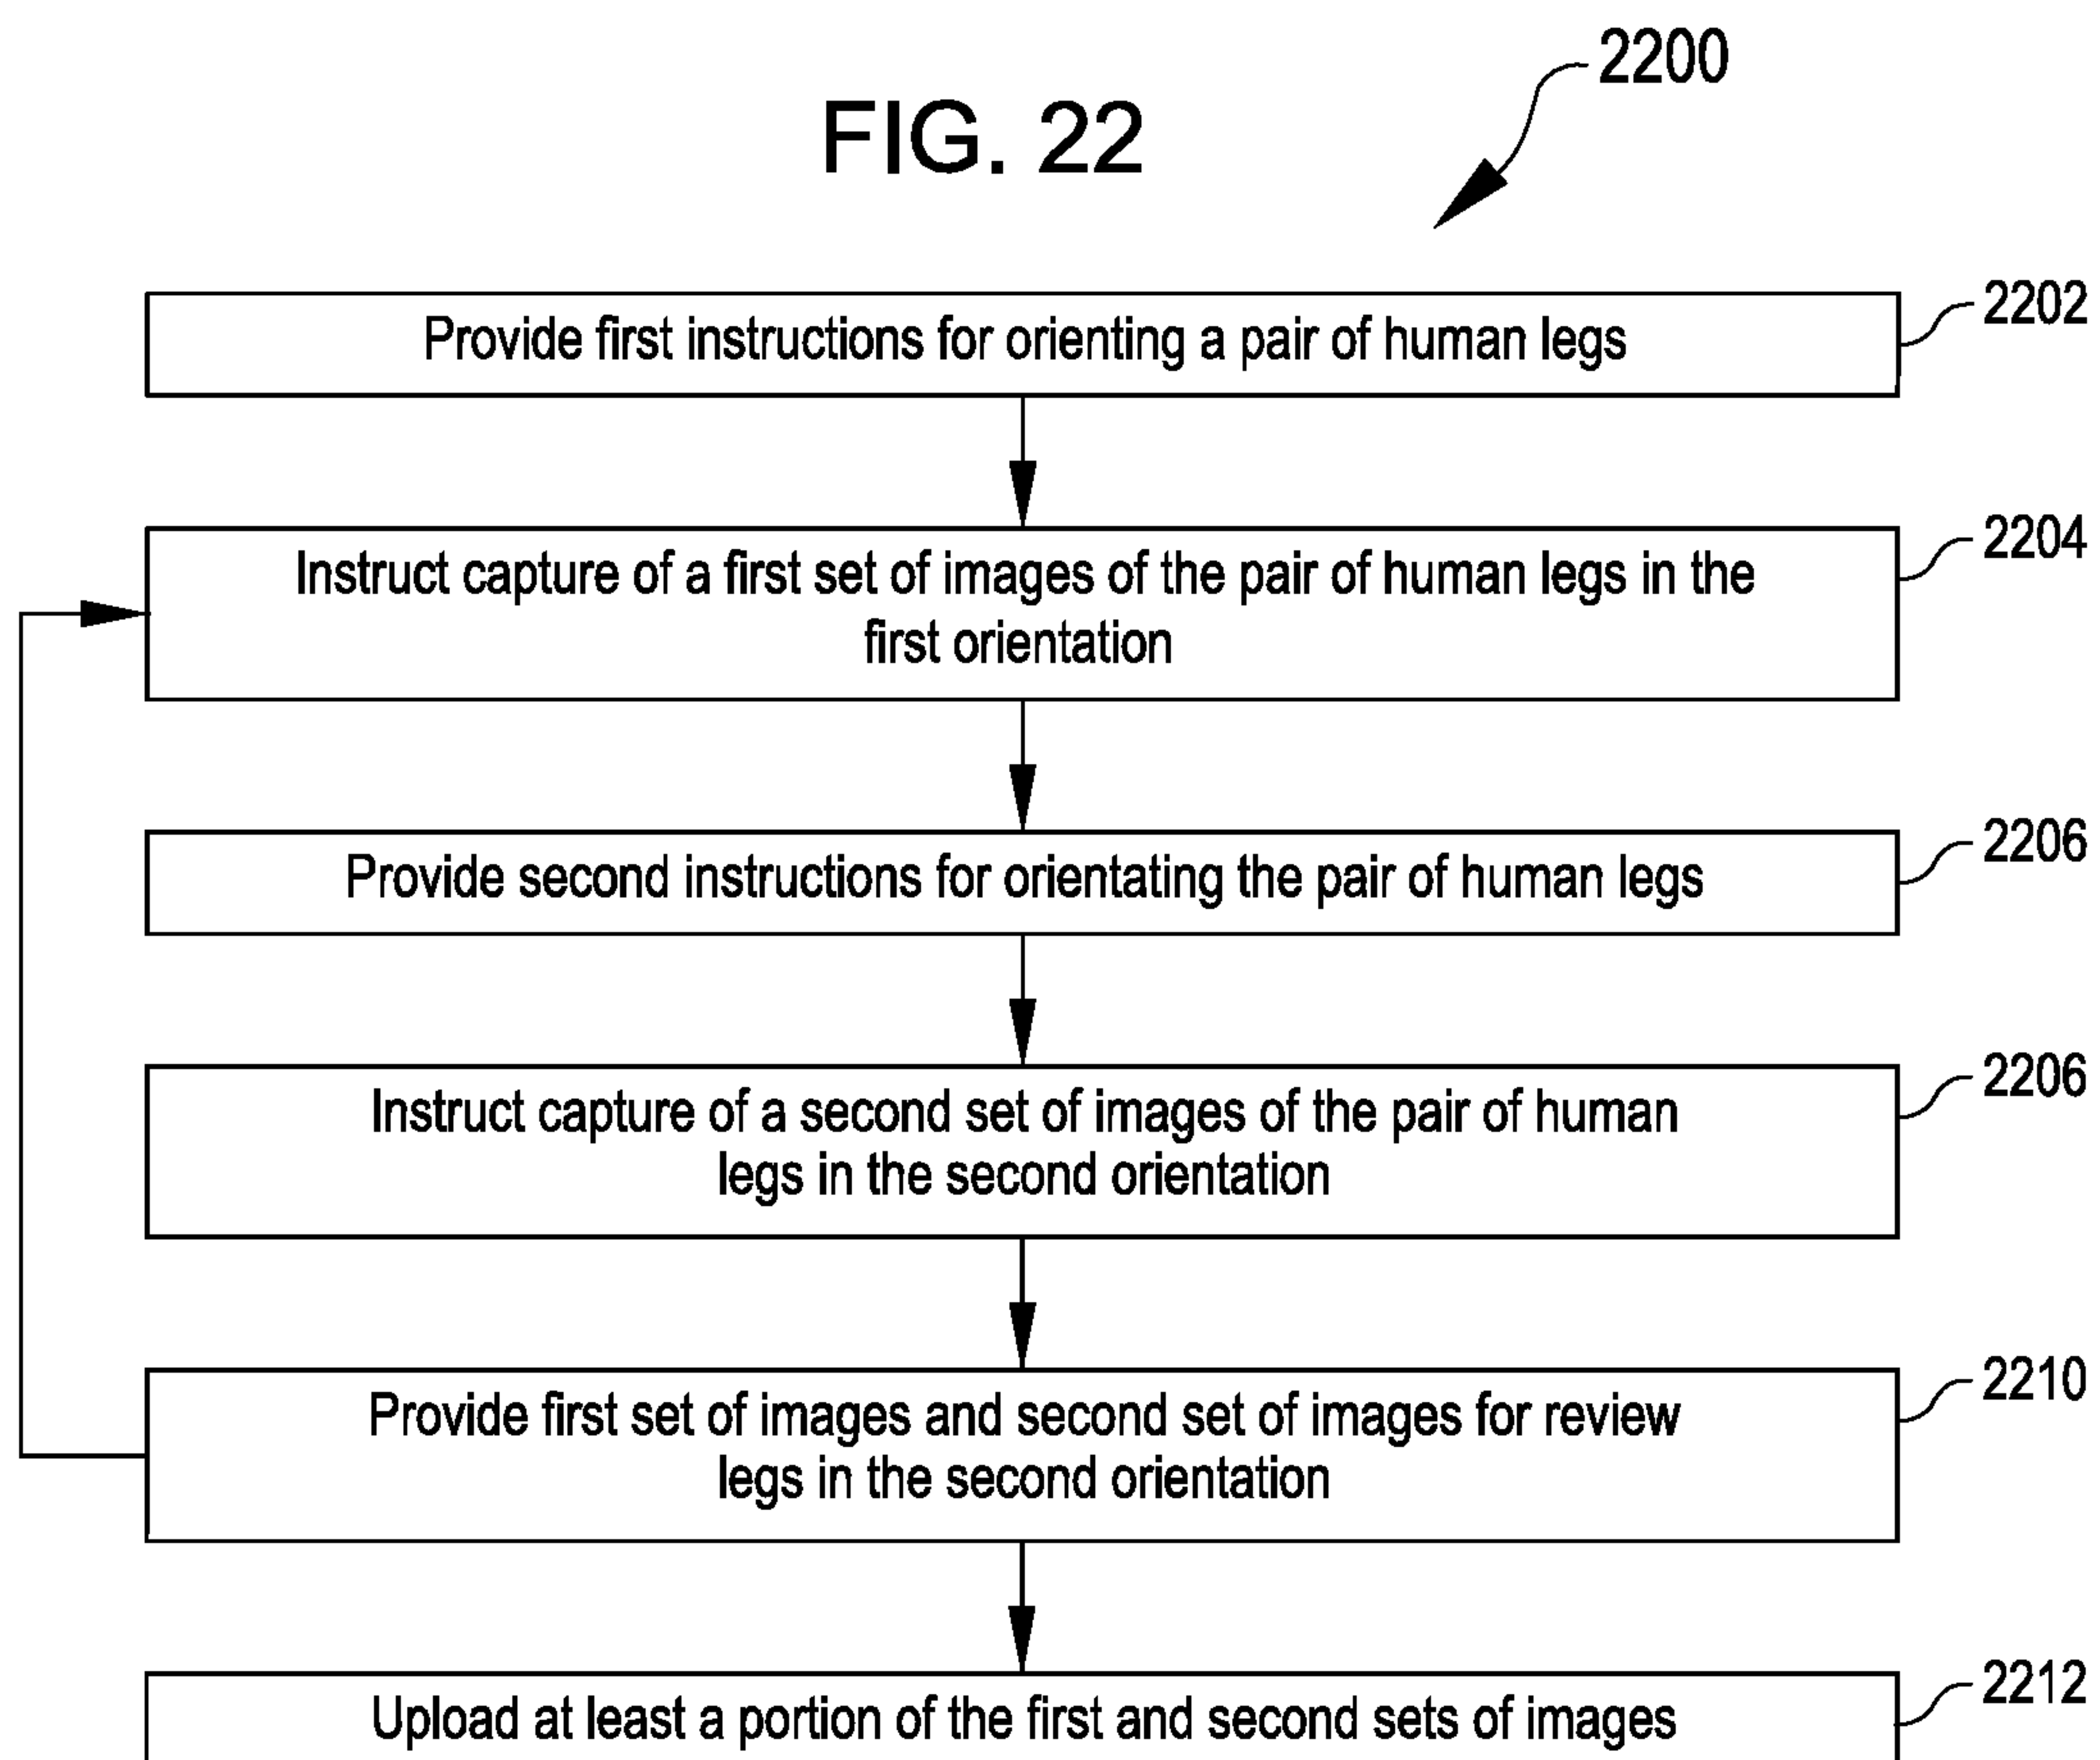 2200
FIG. 22
Provide first instructions for orienting a pair of human legs
2202
Instruct capture of a first set of images of the pair of human legs in the
first orientation
2204
Provide second instructions for orientating the pair of human legs
2206
Instruct capture of a second set of images of the pair of human
legs in the second orientation
2206
Provide first set of images and second set of images for review
legs in the second orientation
2210
Upload at least a portion of the first and second sets of images
2212